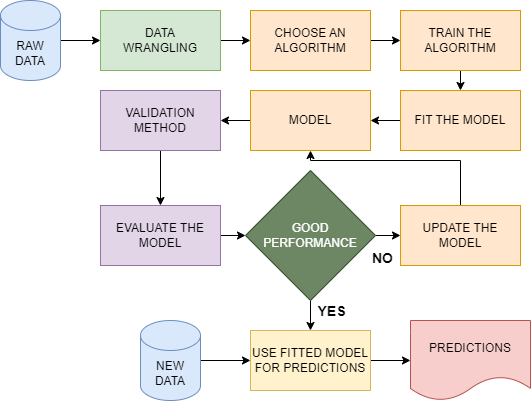 RAW
DATA
DATA
WRANGLING
CHOOSE AN
ALGORITHM
TRAIN THE
ALGORITHM
VALIDATION
METHOD
MODEL
FIT THE MODEL
EVALUATE THE
MODEL
GOOD
PERFORMANCE
NO
UPDATE THE
MODEL
YES
NEW
DATA
USE FITTED MODEL
FOR PREDICTIONS
PREDICTIONS